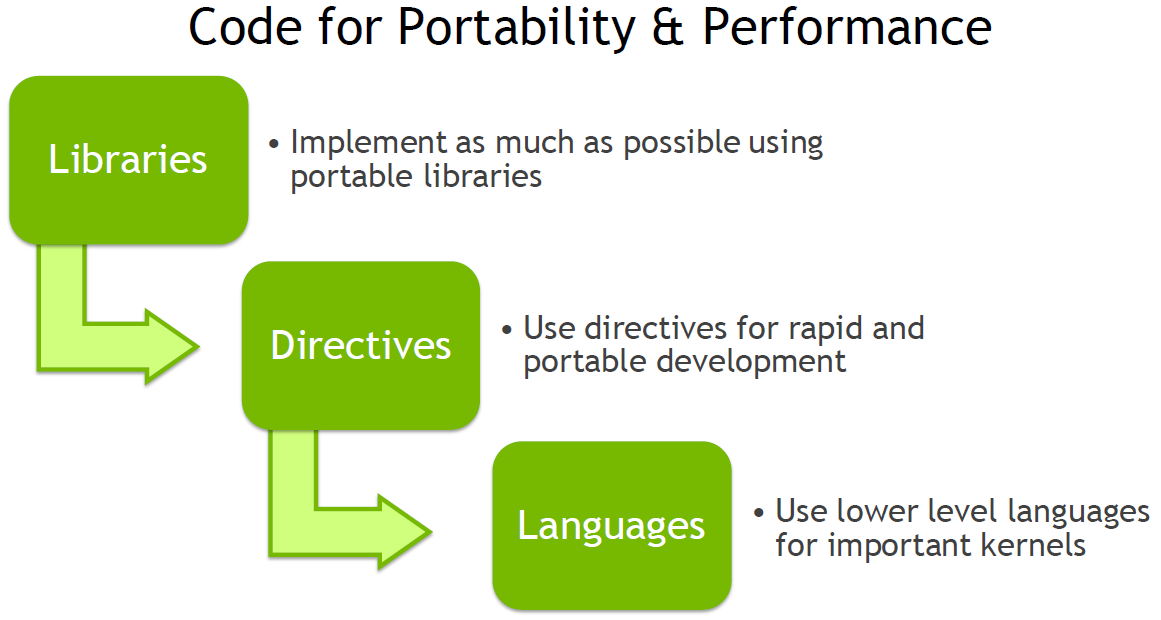 Code for Portability & Performance
Libraries
• Implement as much as possible using
portable libraries
Directives
• Use directives for rapid and
portable development
Languages
• Use lower level languages
for important kernels